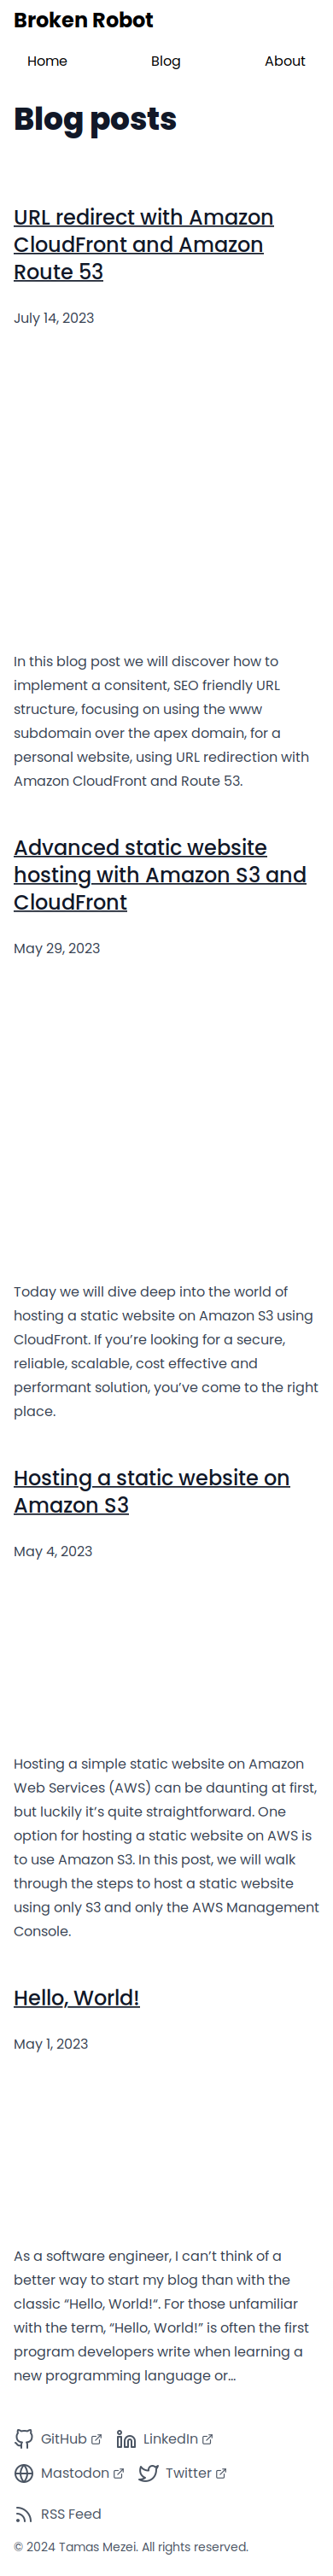 Broken Robot
Home Blog About
Blog posts
URL redirect with Amazon
CloudFront and Amazon
Route 53
July 14, 2023
In this blog post we will discover how to
implement a consitent, SEO friendly URL
structure, focusing on using the www
subdomain over the apex domain, for a
personal website, using URL redirection with
Amazon CloudFront and Route 53.
Advanced static website
hosting with Amazon S3 and
CloudFront
May 29, 2023
Today we will dive deep into the world of
hosting a static website on Amazon S3 using
CloudFront. If you’re looking for a secure,
reliable, scalable, cost effective and
performant solution, you’ve come to the right
place.
Hosting a static website on
Amazon S3
May 4, 2023
Hosting a simple static website on Amazon
Web Services (AWS) can be daunting at first,
but luckily it’s quite straightforward. One
option for hosting a static website on AWS is
to use Amazon S3. In this post, we will walk
through the steps to host a static website
using only S3 and only the AWS Management
Console.
Hello, World!
May 1, 2023
As a software engineer, I can’t think of a
better way to start my blog than with the
classic “Hello, World!“. For those unfamiliar
with the term, “Hello, World!” is often the first
program developers write when learning a
new programming language or…
GitHub LinkedIn
Mastodon Twitter
RSS Feed
© 2024 Tamas Mezei. All rights reserved.